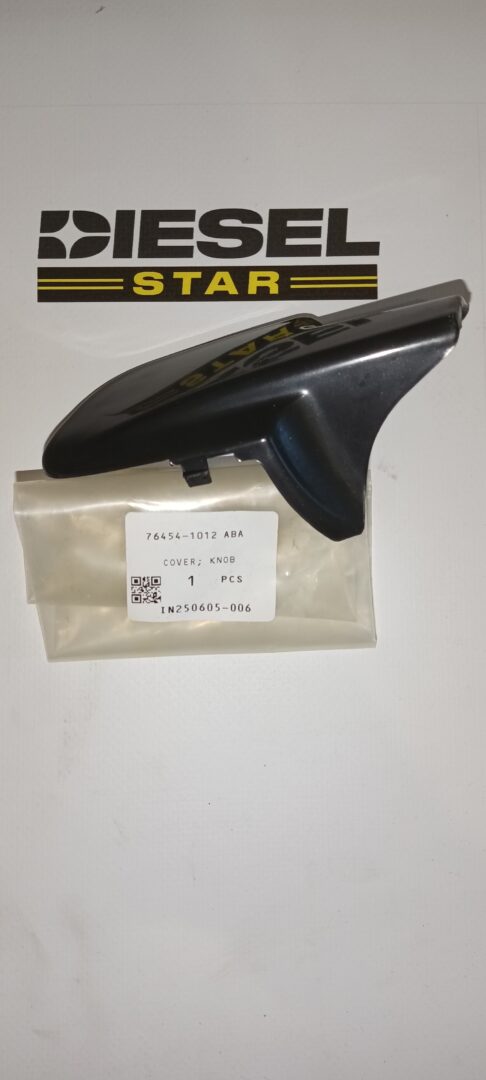 DIESEL
STAR
76454-1012 ABA
COVER; KNOB
1 PCS
IN250605-006